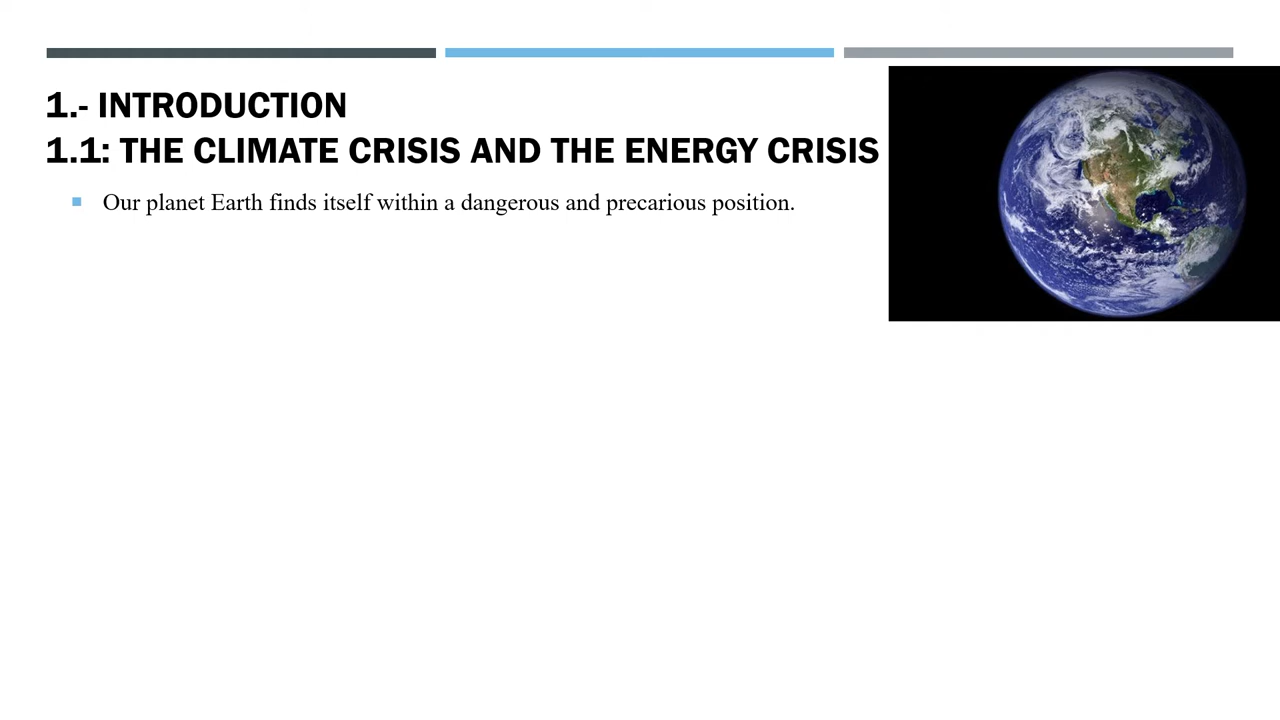 1.- INTRODUCTION
1.1: THE CLIMATE CRISIS AND THE ENERGY CRISIS
Our planet Earth finds itself within a dangerous and precarious position.